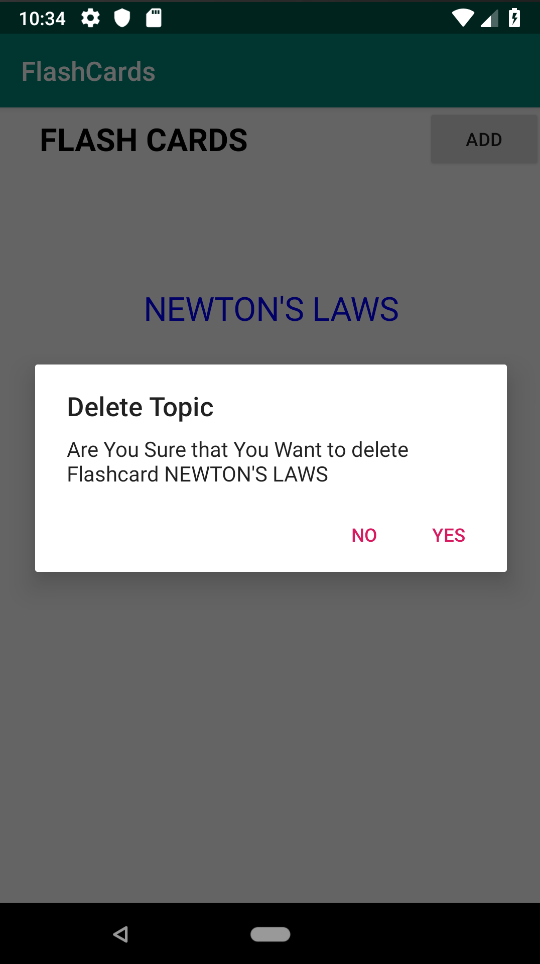 10:34
FlashCards
FLASH CARDS
ADD
NEWTON'S LAWS
Delete Topic
Are You Sure that You Want to delete
Flashcard NEWTON'S LAWS
NO
YES